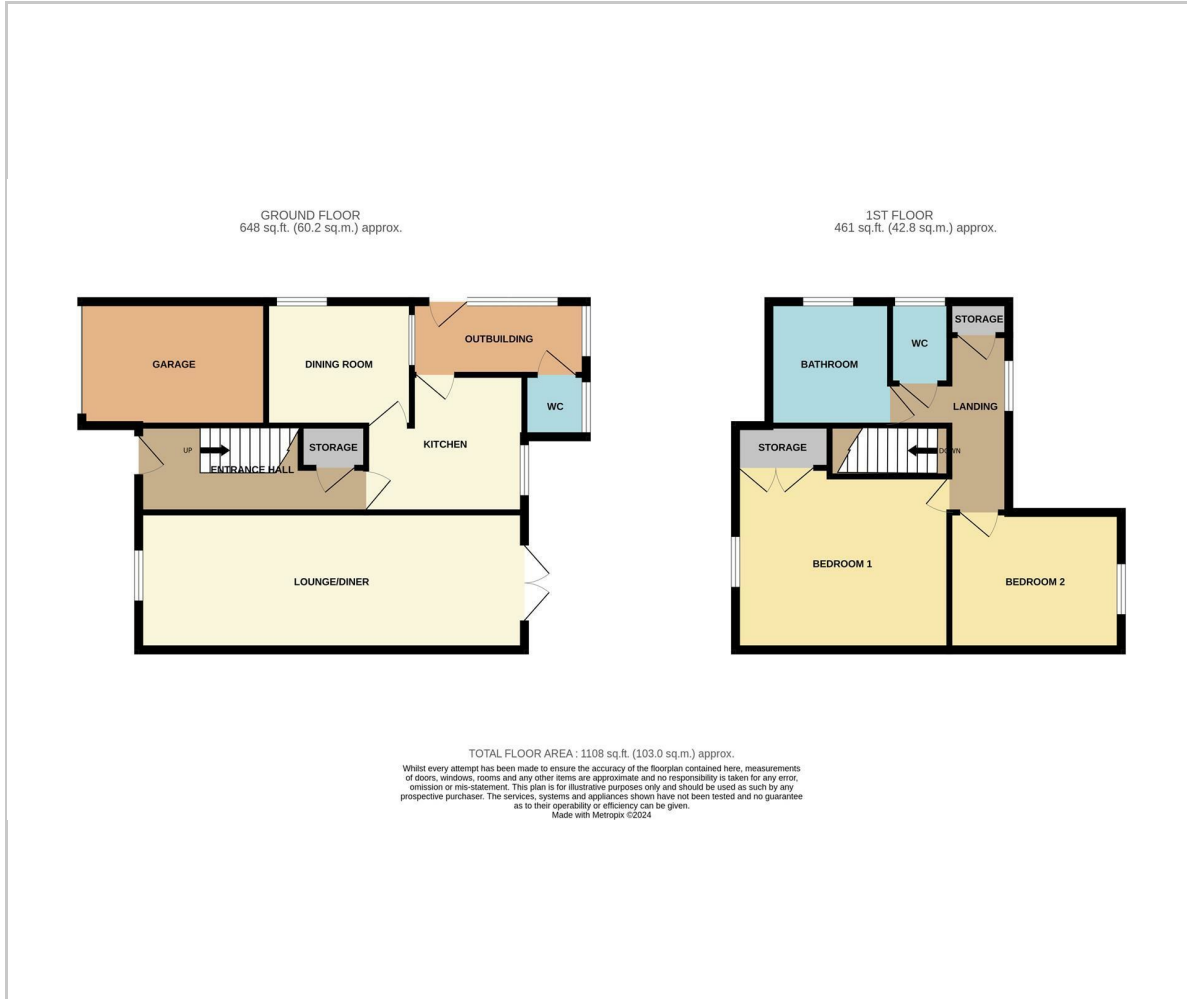 GROUND FLOOR
648 sq.ft. (60.2 sq.m.) approx.
GARAGE
DINING ROOM
OUTBUILDING
WC
KITCHEN
STORAGE
UP
ENTRANCE HALL
LOUNGE/DINER
1ST FLOOR
461 sq.ft. (42.8 sq.m.) approx.
STORAGE
WC
BATHROOM
LANDING
STORAGE
DOWN
BEDROOM 1
BEDROOM 2
TOTAL FLOOR AREA : 1108 sq.ft. (103.0 sq.m.) approx.
Whilst every attempt has been made to ensure the accuracy of the floorplan contained here, measurements
of doors, windows, rooms and any other items are approximate and no responsibility is taken for any error,
omission or mis-statement. This plan is for illustrative purposes only and should be used as such by any
prospective purchaser. The services, systems and appliances shown have not been tested and no guarantee
as to their operability or efficiency can be given.
Made with Metropix ©2024